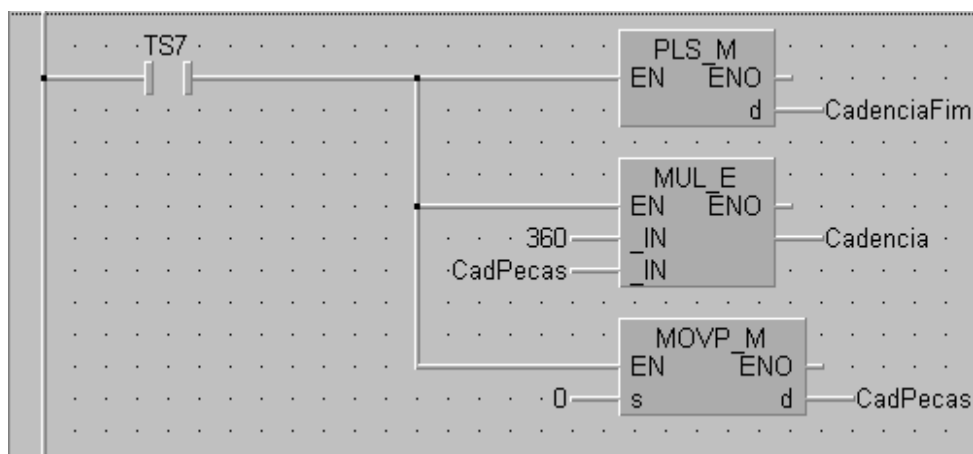 TS7
PLS_M
EN ENO
d CadenciaFim
MUL_E
EN ENO
360 _IN Cadencia
CadPecas _IN
MOVP_M
EN ENO
0 s d CadPecas